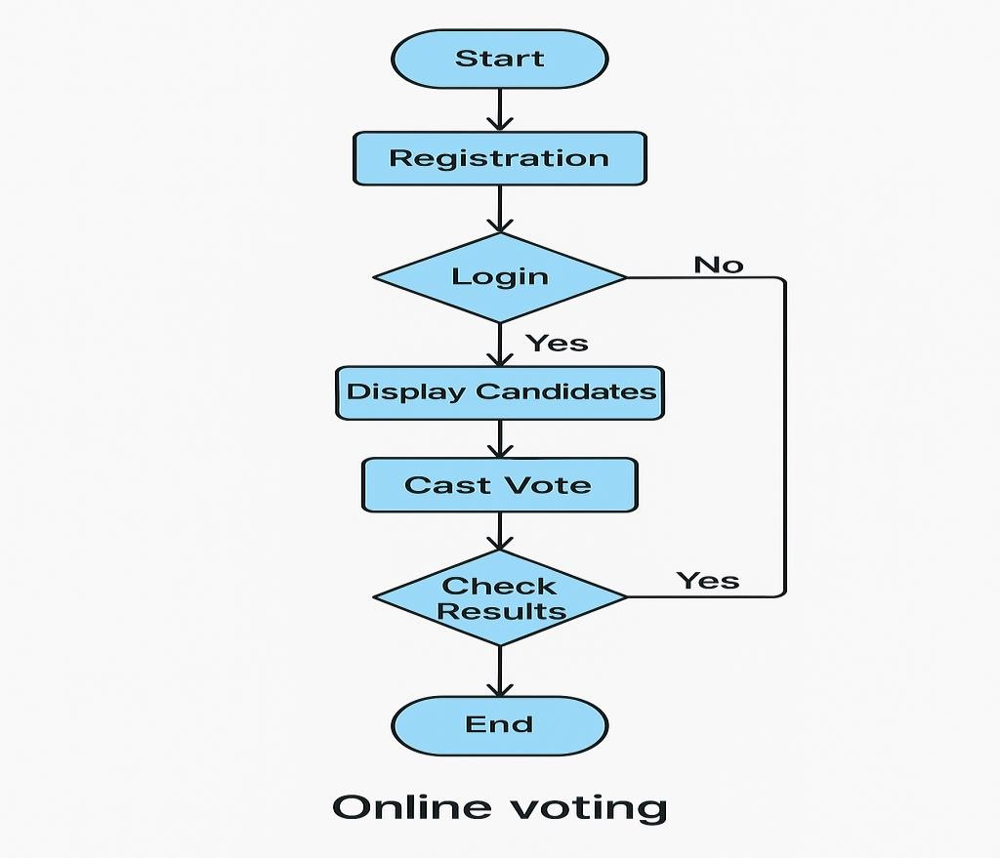 Start
Registration
Login
No
Yes
Display Candidates
Cast Vote
Check
Results
Yes
End
Online voting